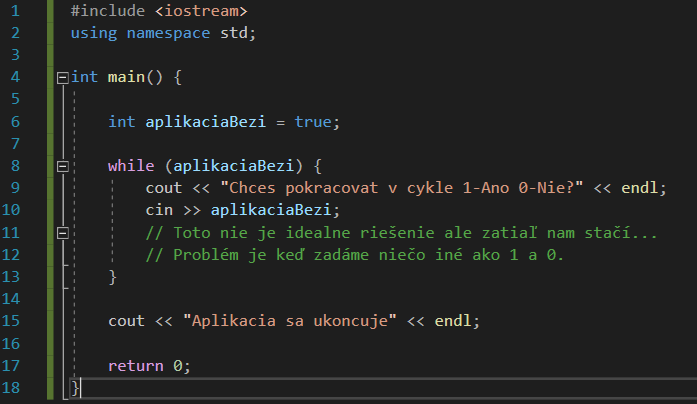 1 #include <iostream>
2 using namespace std;
3
4 int main() {
5
6 int aplikaciaBezi = true;
7
8 while (aplikaciaBezi) {
9 cout << "Chces pokracovat v cykle 1-Ano 0-Nie?" << endl;
10 cin >> aplikaciaBezi;
11 // Toto nie je idealne riešenie ale zatiaľ nam stačí...
12 // Problém je keď zadáme niečo iné ako 1 a 0.
13 }
14
15 cout << "Aplikacia sa ukoncuje" << endl;
16
17 return 0;
18 }